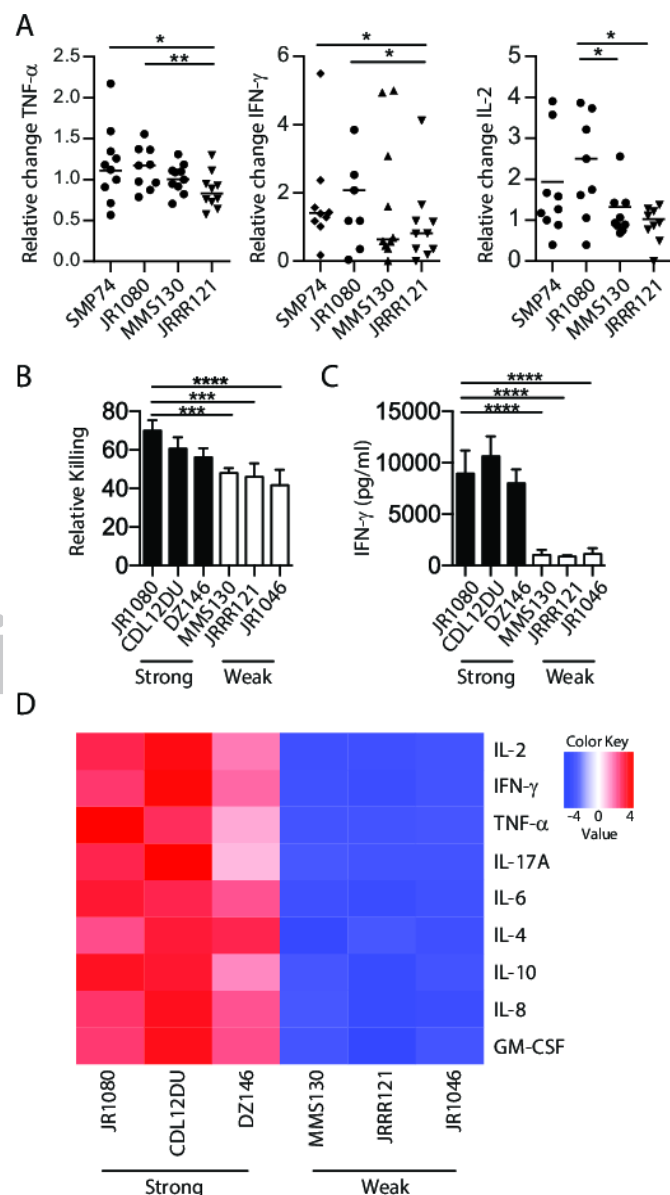 A
Relative change TNF-α
2.5
2.0
1.5
1.0
0.5
0.0
*
**
SMP74
JR1080
MMS130
JRRR121
Relative change IFN-γ
6
4
2
0
*
*
SMP74
JR1080
MMS130
JRRR121
Relative change IL-2
5
4
3
2
1
0
*
*
SMP74
JR1080
MMS130
JRRR121
B
Relative Killing
80
60
40
20
0
****
***
***
JR1080
CDL12DU
DZ146
MMS130
JRRR121
JR1046
Strong Weak
C
IFN-γ (pg/ml)
15000
10000
5000
0
****
****
****
JR1080
CDL12DU
DZ146
MMS130
JRRR121
JR1046
Strong Weak
D
IL-2
IFN-γ
TNF-α
IL-17A
IL-6
IL-4
IL-10
IL-8
GM-CSF
Color Key
-4 0 4
Value
JR1080
CDL12DU
DZ146
MMS130
JRRR121
JR1046
Strong Weak